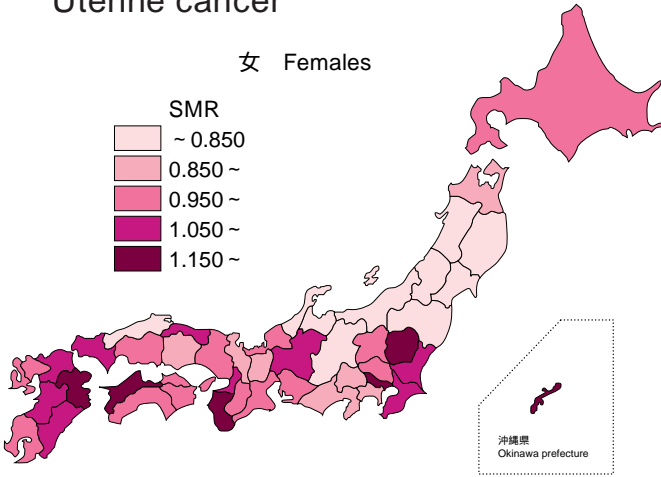 Uterine cancer
女 Females
SMR
~ 0.850
0.850 ~
0.950 ~
1.050 ~
1.150 ~
沖縄県
Okinawa prefecture